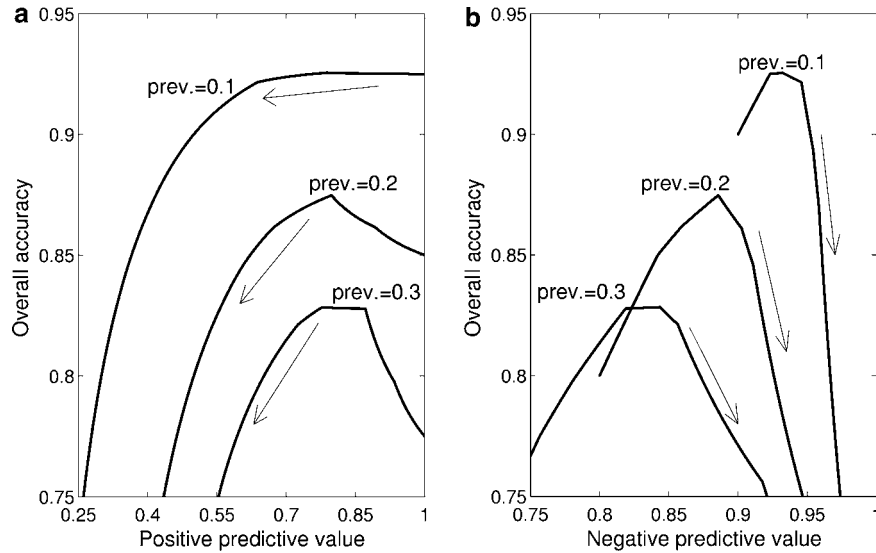 a
0.95
0.9
0.85
0.8
0.75
Overall accuracy
prev.=0.1
prev.=0.2
prev.=0.3
0.25 0.4 0.55 0.7 0.85 1
Positive predictive value
b
0.95
0.9
0.85
0.8
0.75
Overall accuracy
prev.=0.1
prev.=0.2
prev.=0.3
0.75 0.8 0.85 0.9 0.95 1
Negative predictive value